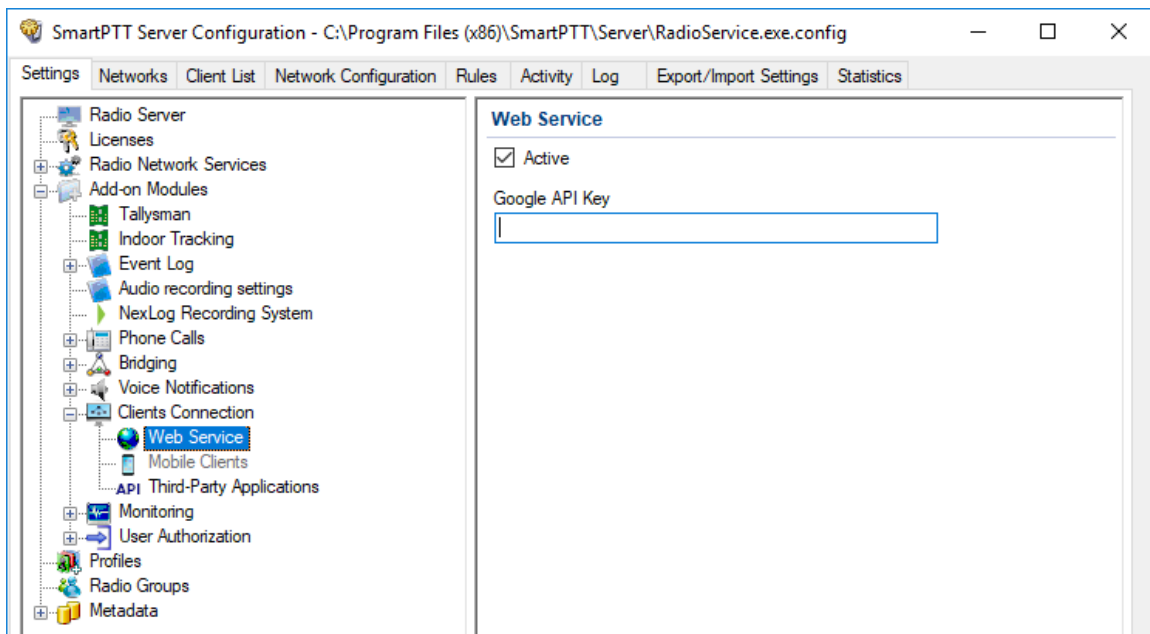 SmartPTT Server Configuration - C:\Program Files (x86)\SmartPTT\Server\RadioService.exe.config
Settings Networks Client List Network Configuration Rules Activity Log Export/Import Settings Statistics
Radio Server
Licenses
Radio Network Services
Add-on Modules
Tallysman
Indoor Tracking
Event Log
Audio recording settings
NexLog Recording System
Phone Calls
Bridging
Voice Notifications
Clients Connection
Web Service
Mobile Clients
API Third-Party Applications
Monitoring
User Authorization
Profiles
Radio Groups
Metadata
Web Service
Active
Google API Key